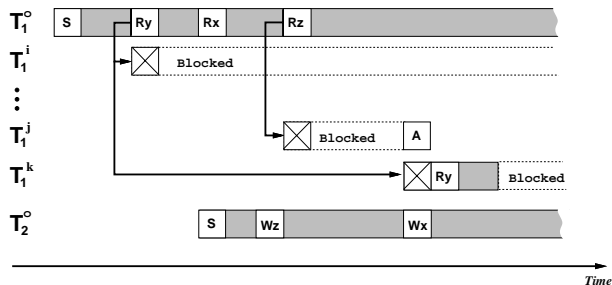 T₁° S Ry Rx Rz
T₁ⁱ Blocked
⋮
T₁ʲ Blocked A
T₁ᵏ Ry Blocked
T₂° S Wz Wx
Time